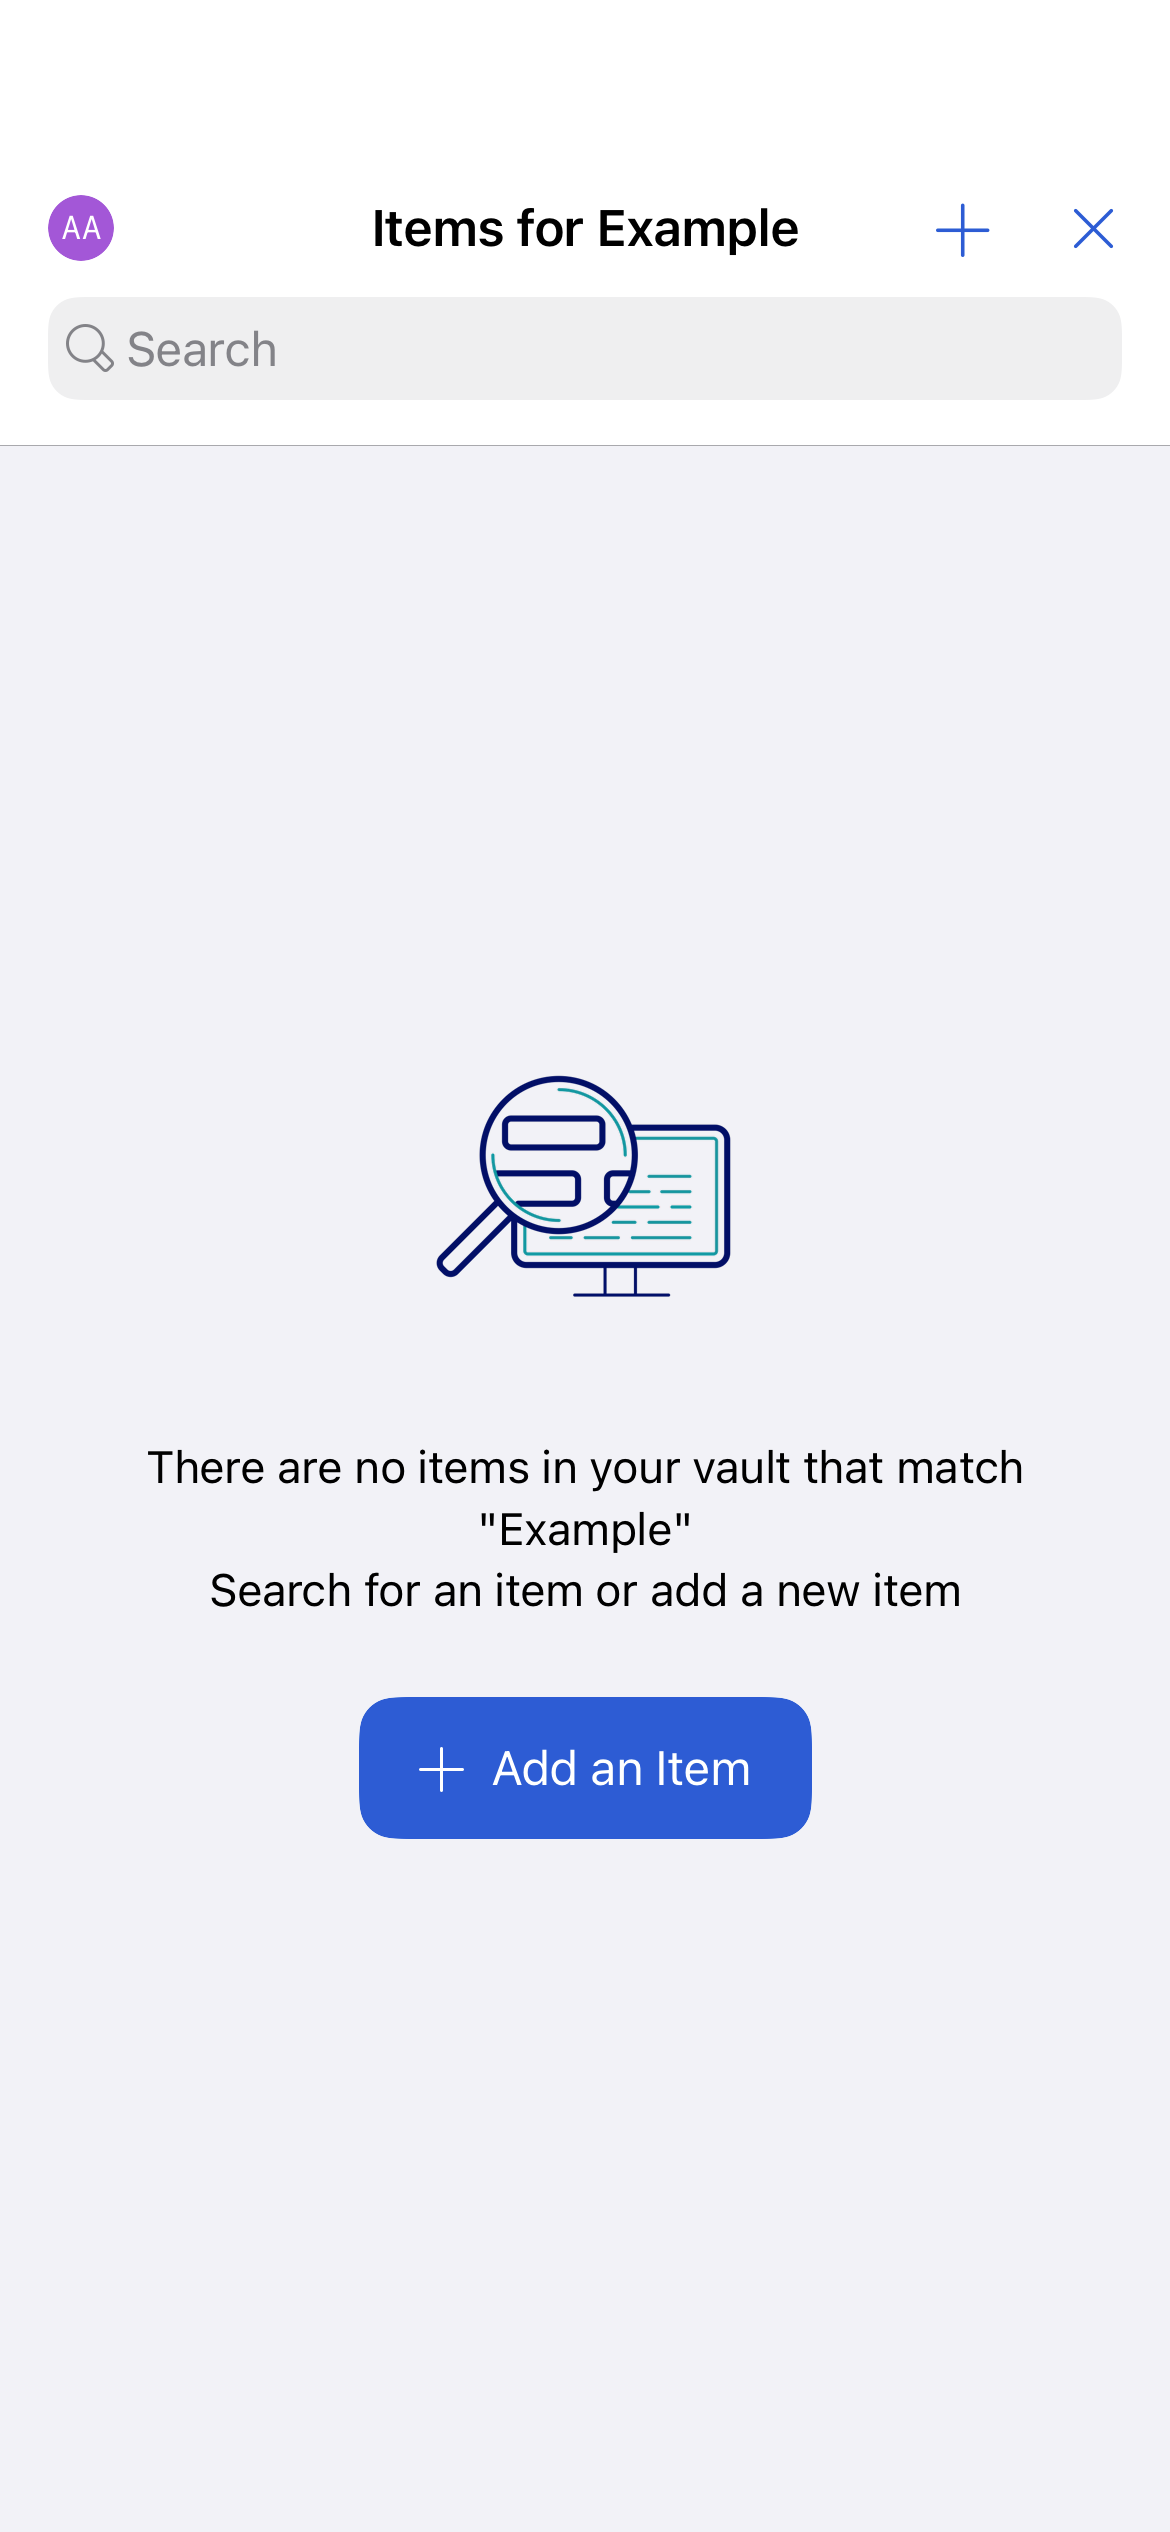 AA
Items for Example
Search
There are no items in your vault that match
"Example"
Search for an item or add a new item
Add an Item